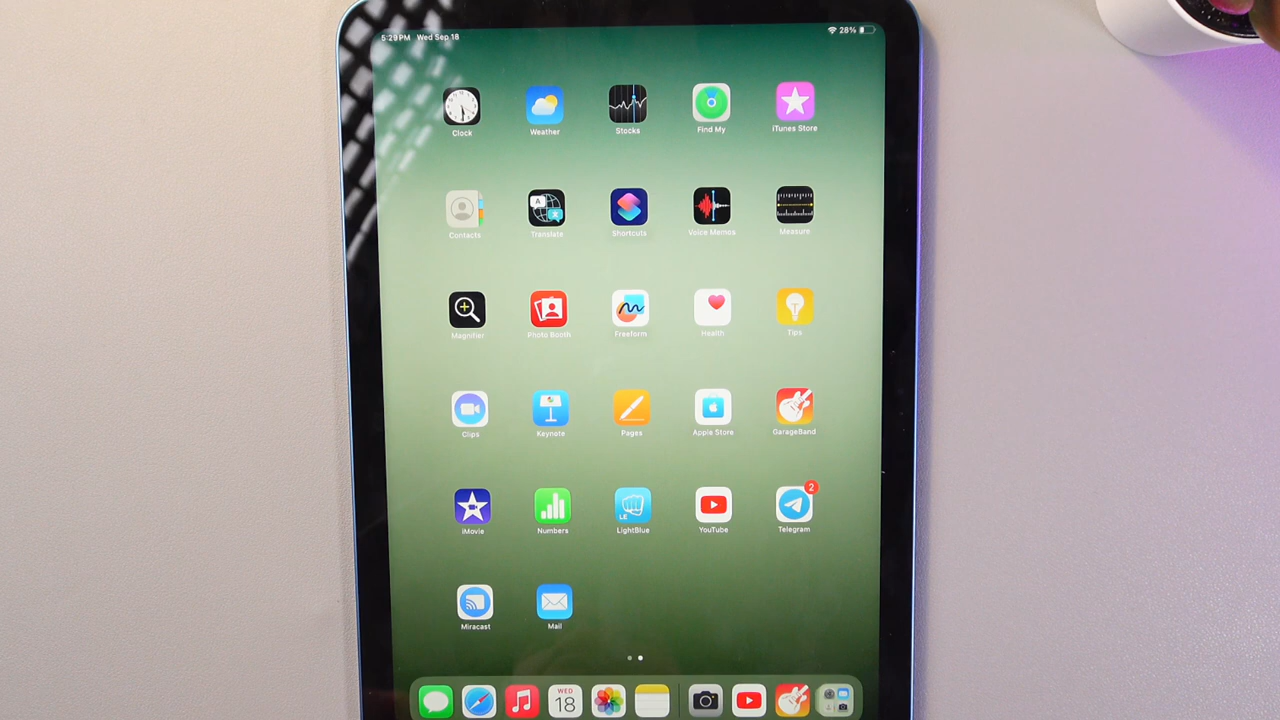 5:29PM Wed Sep 18 28%
Clock Weather Stocks Find My iTunes Store
Contacts Translate Shortcuts Voice Memos Measure
Magnifier Photo Booth Freeform Health Tips
Clips Keynote Pages Apple Store GarageBand
LE
2
iMovie Numbers LightBlue YouTube Telegram
Miracast Mail
WED
18